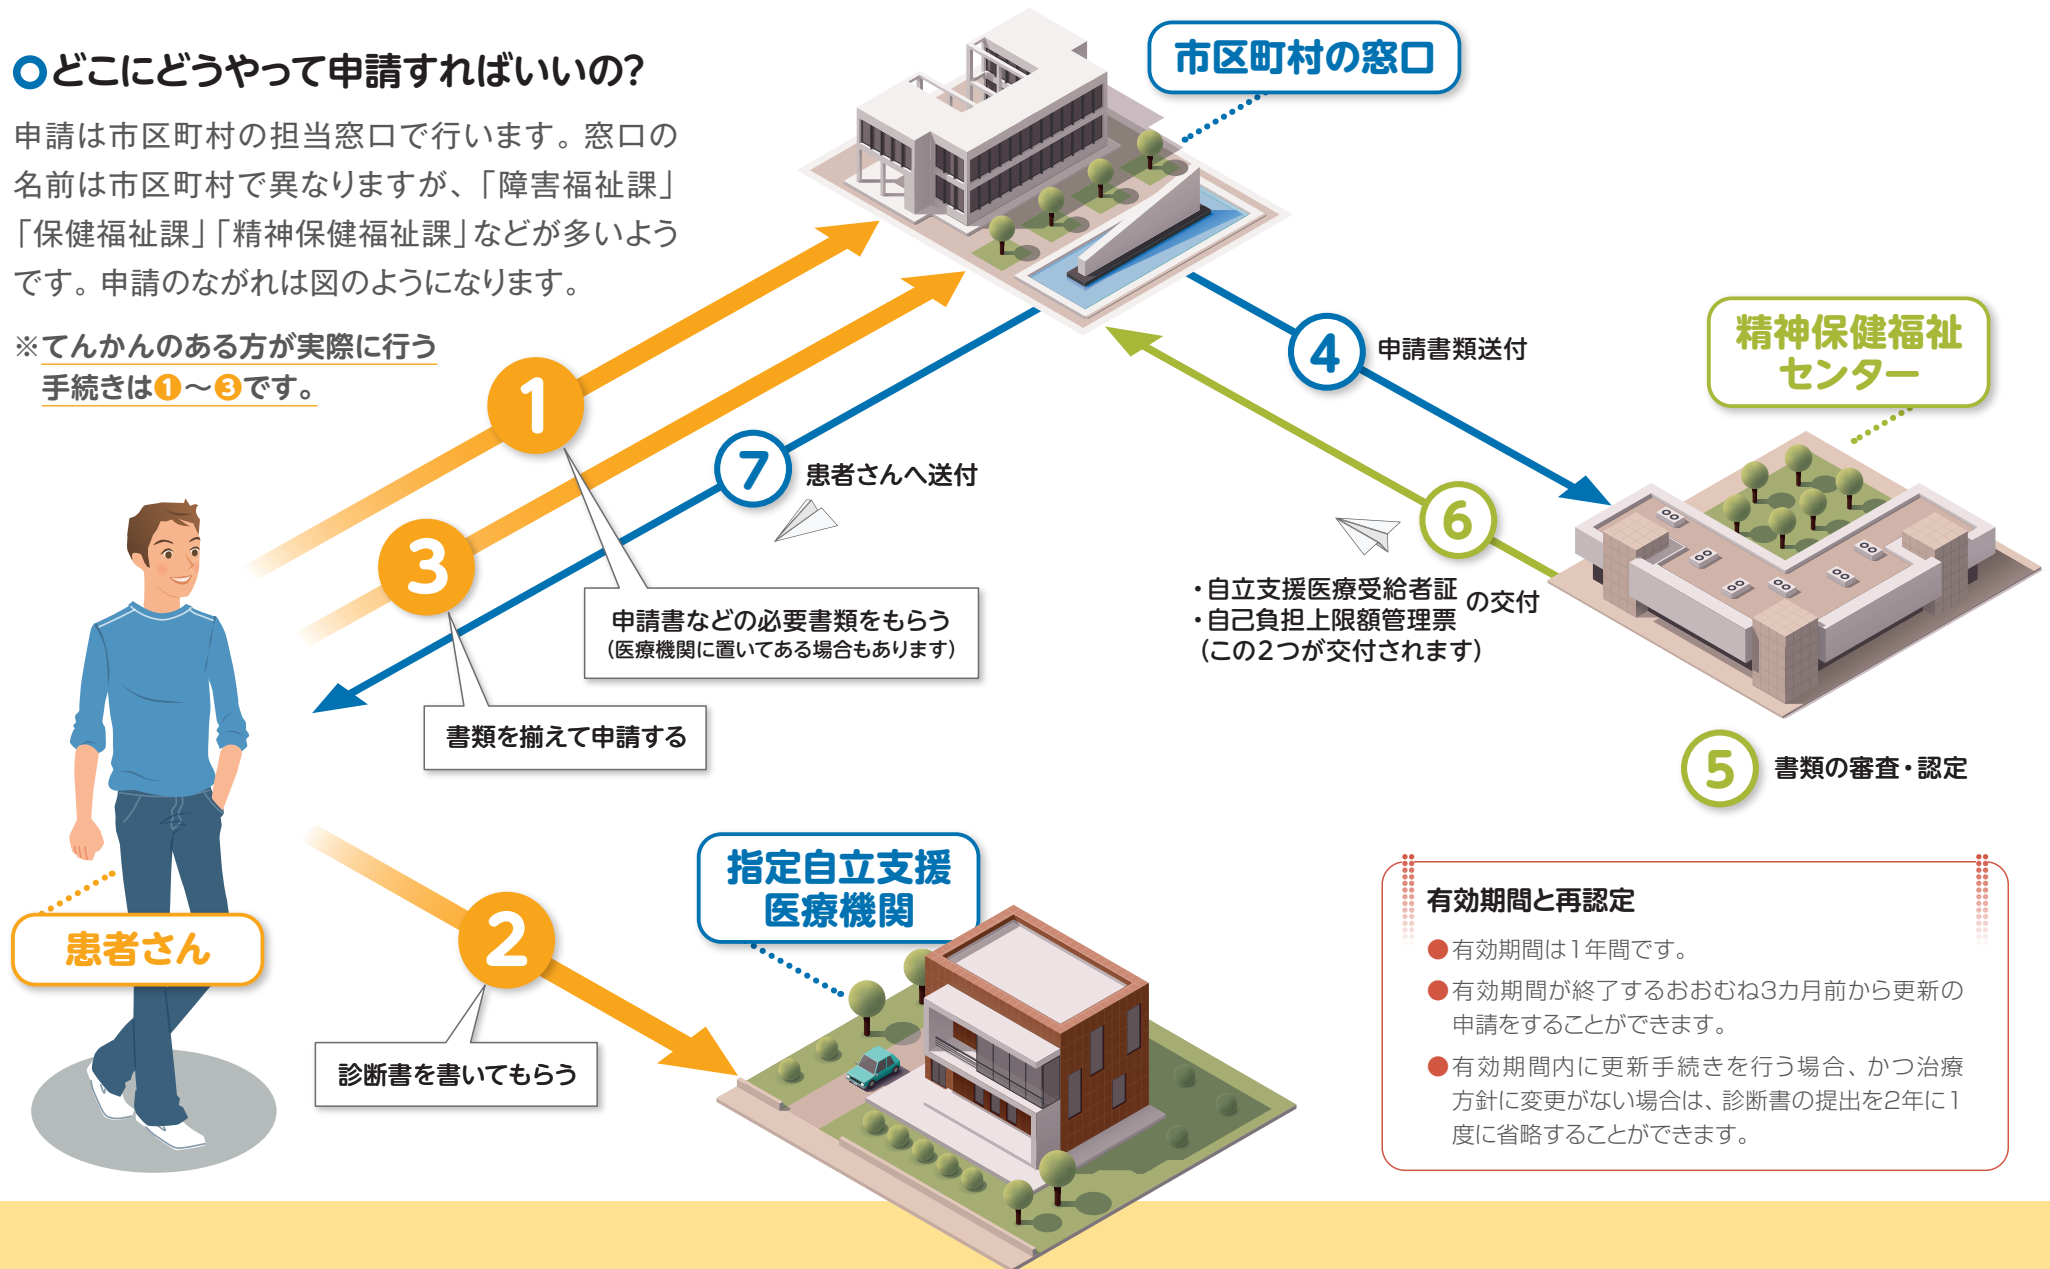 どこにどうやって申請すればいいの?
申請は市区町村の担当窓口で行います。窓口の
名前は市区町村で異なりますが、「障害福祉課」
「保健福祉課」「精神保健福祉課」などが多いよう
です。申請のながれは図のようになります。
※てんかんのある方が実際に行う
手続きは❶～❸です。
市区町村の窓口
1
申請書などの必要書類をもらう
(医療機関に置いてある場合もあります)
3
書類を揃えて申請する
7
患者さんへ送付
4
申請書類送付
精神保健福祉
センター
6
・自立支援医療受給者証
・自己負担上限額管理票
の交付
(この2つが交付されます)
5
書類の審査・認定
患者さん
2
診断書を書いてもらう
指定自立支援
医療機関
有効期間と再認定
●有効期間は1年間です。
●有効期間が終了するおおむね3カ月前から更新の
申請をすることができます。
●有効期間内に更新手続きを行う場合、かつ治療
方針に変更がない場合は、診断書の提出を2年に1
度に省略することができます。